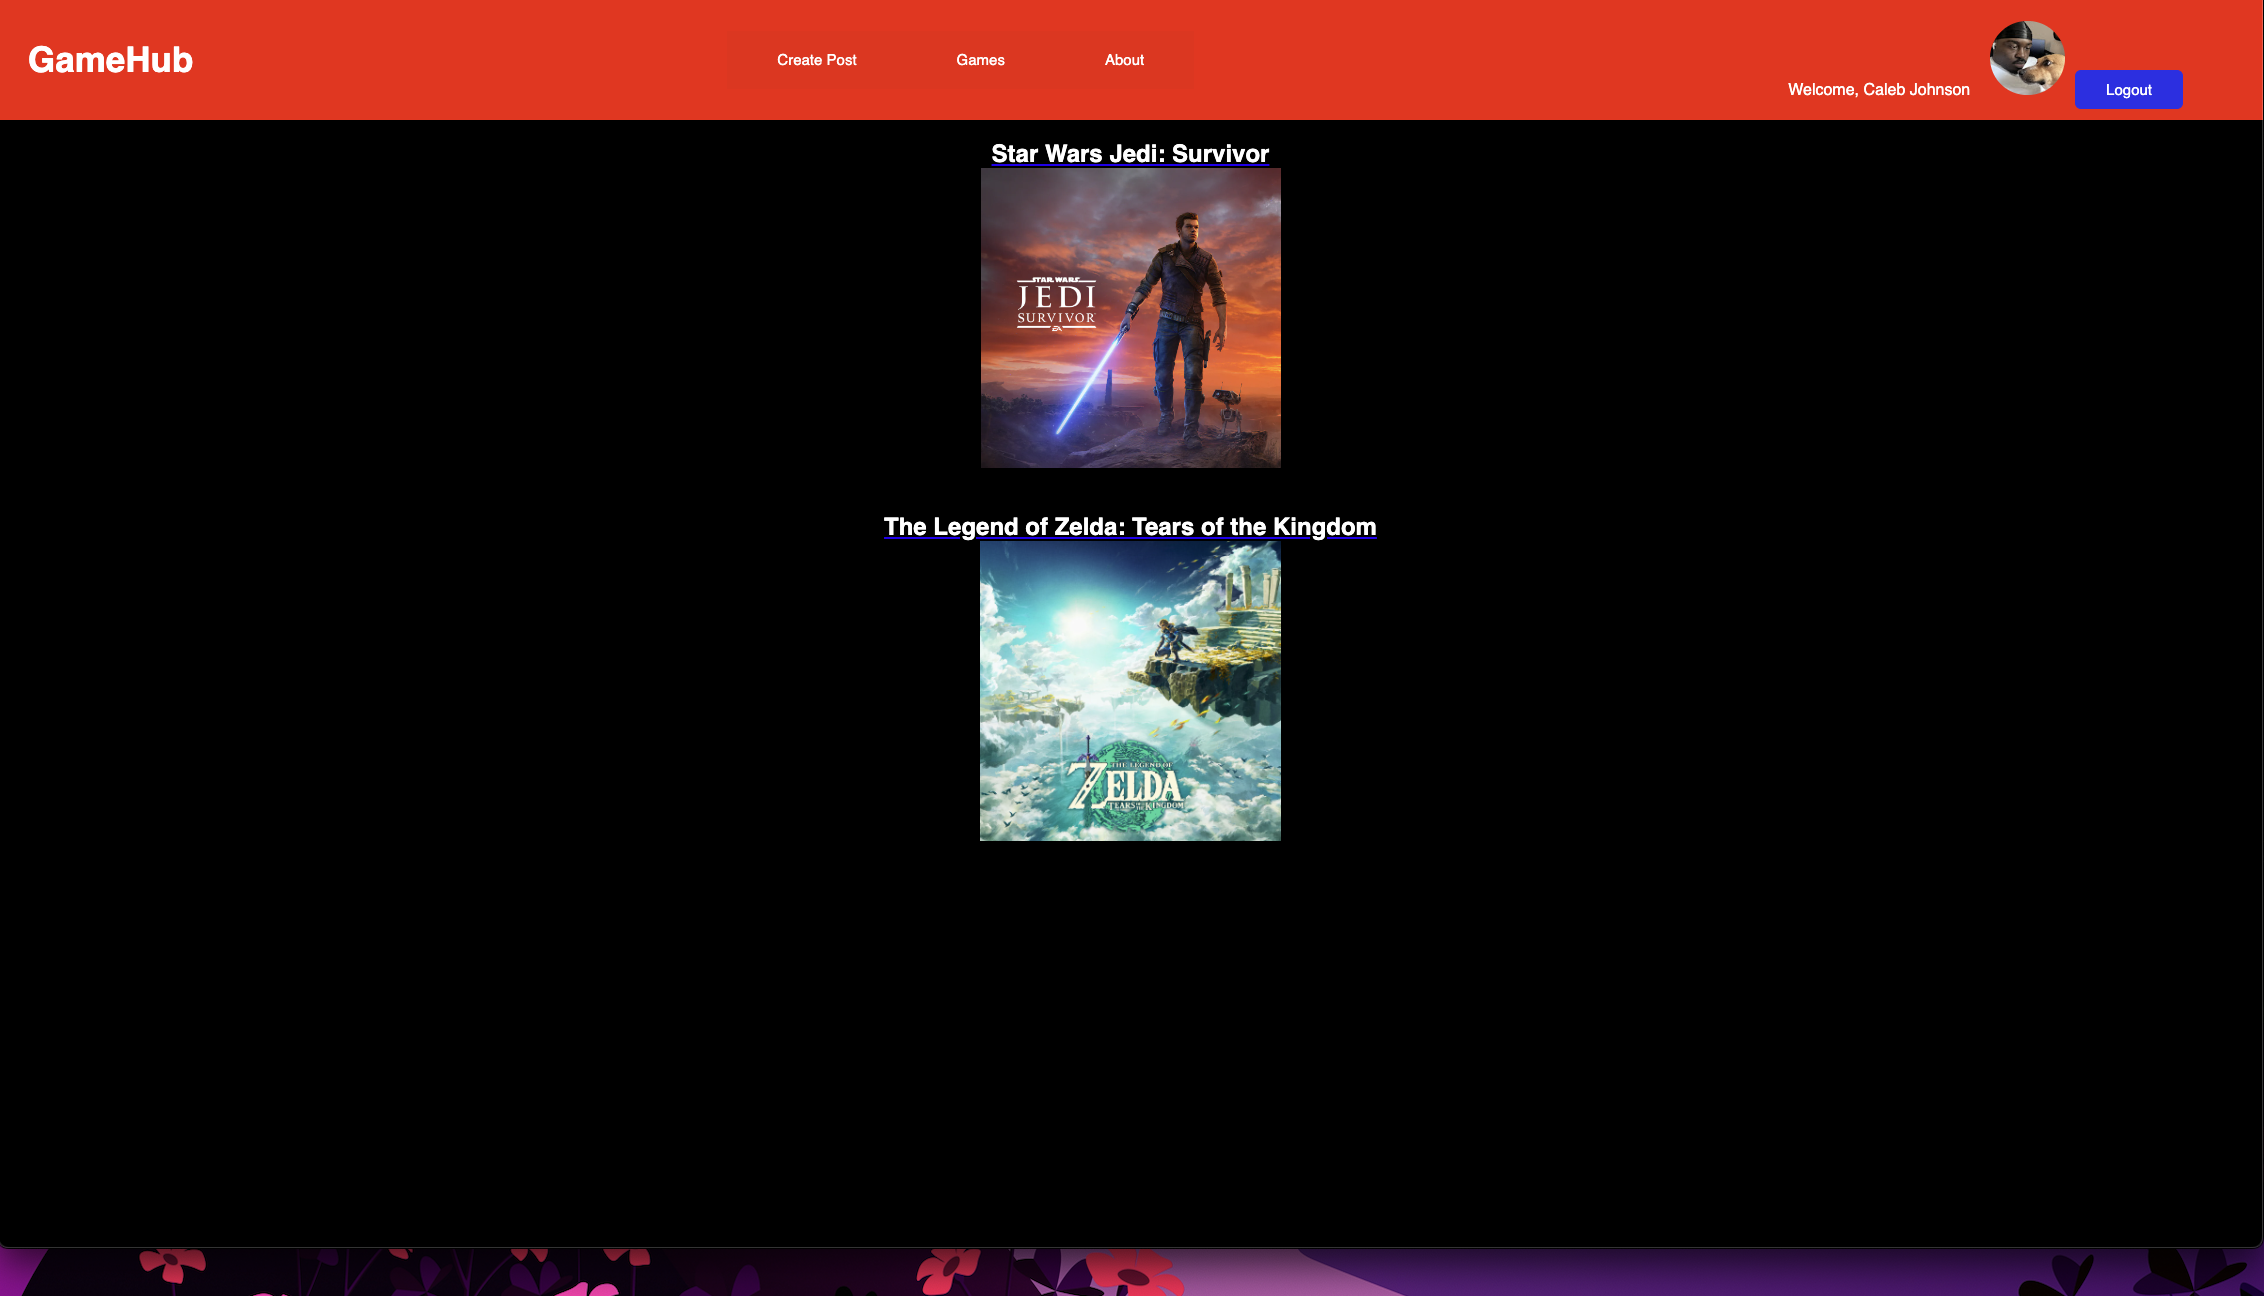 GameHub
Create Post
Games
About
Welcome, Caleb Johnson
Logout
Star Wars Jedi: Survivor
STAR WARS
JEDI
SURVIVOR
EA
The Legend of Zelda: Tears of the Kingdom
THE LEGEND OF
ZELDA
TEARS OF THE KINGDOM